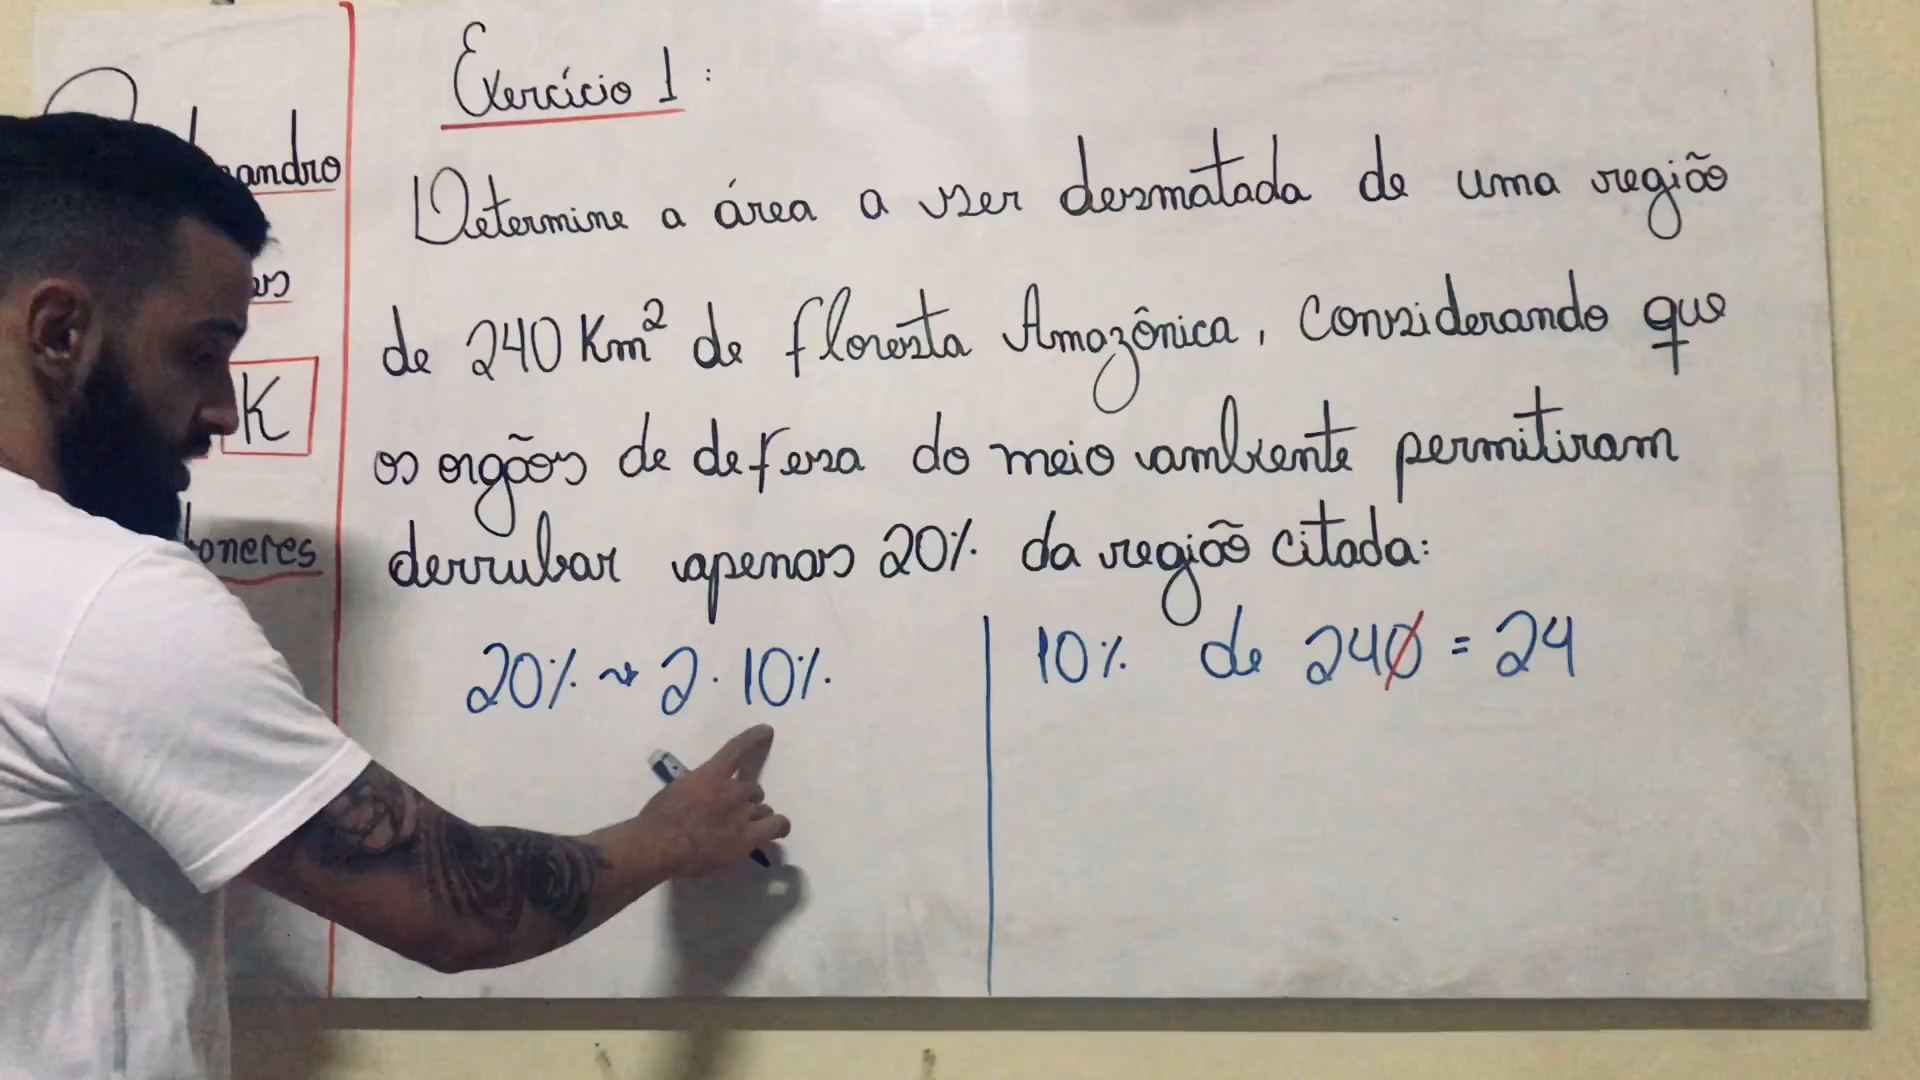 Exercício 1:
Determine a área a ser desmatada de uma região
de 240 Km² de floresta Amazônica, considerando que
os orgãos de defesa do meio ambiente permitiram
derrubar apenas 20% da região citada:
20% → 2 · 10%
10% de 240 = 24
K